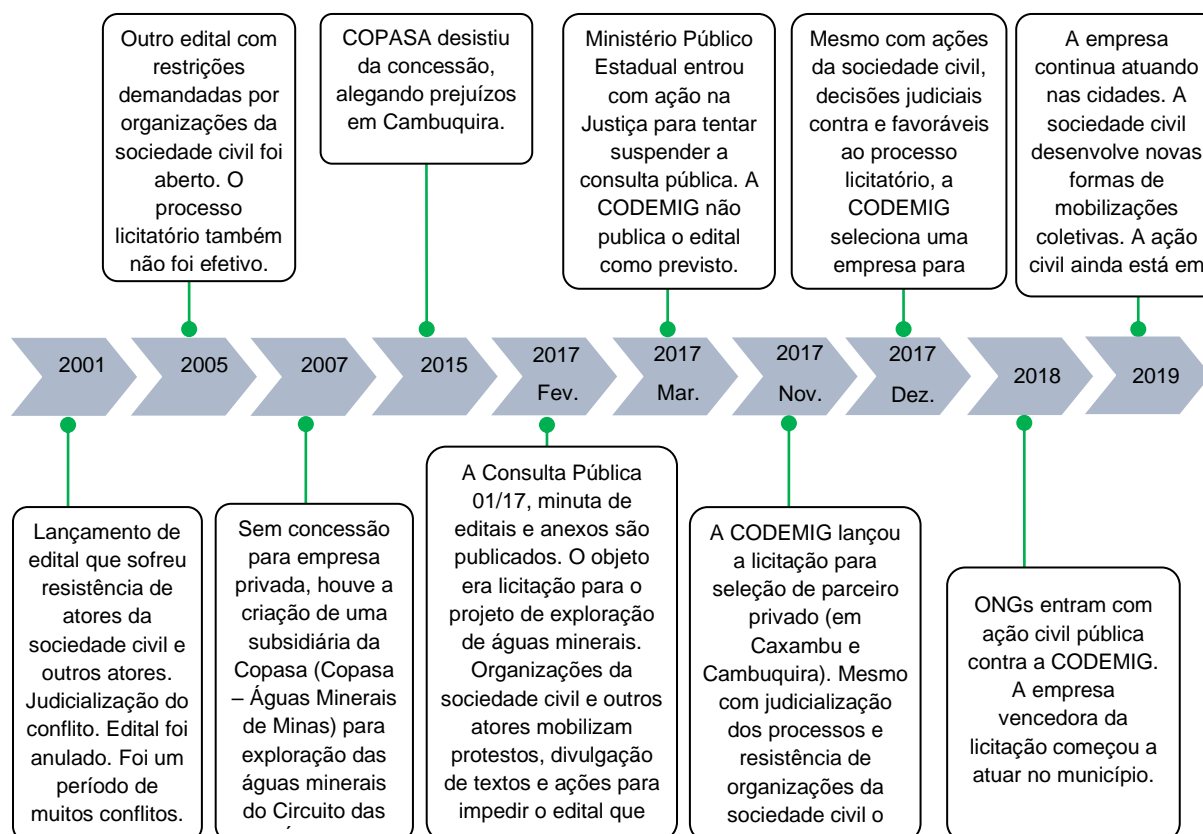 Outro edital com
restrições
demandadas por
organizações da
sociedade civil foi
aberto. O
processo
licitatório também
não foi efetivo.
COPASA desistiu
da concessão,
alegando prejuízos
em Cambuquira.
Ministério Público
Estadual entrou
com ação na
Justiça para tentar
suspender a
consulta pública. A
CODEMIG não
publica o edital
como previsto.
Mesmo com ações
da sociedade civil,
decisões judiciais
contra e favoráveis
ao processo
licitatório, a
CODEMIG
seleciona uma
empresa para
A empresa
continua atuando
nas cidades. A
sociedade civil
desenvolve novas
formas de
mobilizações
coletivas. A ação
civil ainda está em
2001
2005
2007
2015
2017
Fev.
2017
Mar.
2017
Nov.
2017
Dez.
2018
2019
Lançamento de
edital que sofreu
resistência de
atores da
sociedade civil e
outros atores.
Judicialização do
conflito. Edital foi
anulado. Foi um
período de
muitos conflitos.
Sem concessão
para empresa
privada, houve a
criação de uma
subsidiária da
Copasa (Copasa
– Águas Minerais
de Minas) para
exploração das
águas minerais
do Circuito das
A Consulta Pública
01/17, minuta de
editais e anexos são
publicados. O objeto
era licitação para o
projeto de exploração
de águas minerais.
Organizações da
sociedade civil e outros
atores mobilizam
protestos, divulgação
de textos e ações para
impedir o edital que
A CODEMIG lançou
a licitação para
seleção de parceiro
privado (em
Caxambu e
Cambuquira). Mesmo
com judicialização
dos processos e
resistência de
organizações da
sociedade civil o
ONGs entram com
ação civil pública
contra a CODEMIG.
A empresa
vencedora da
licitação começou a
atuar no município.